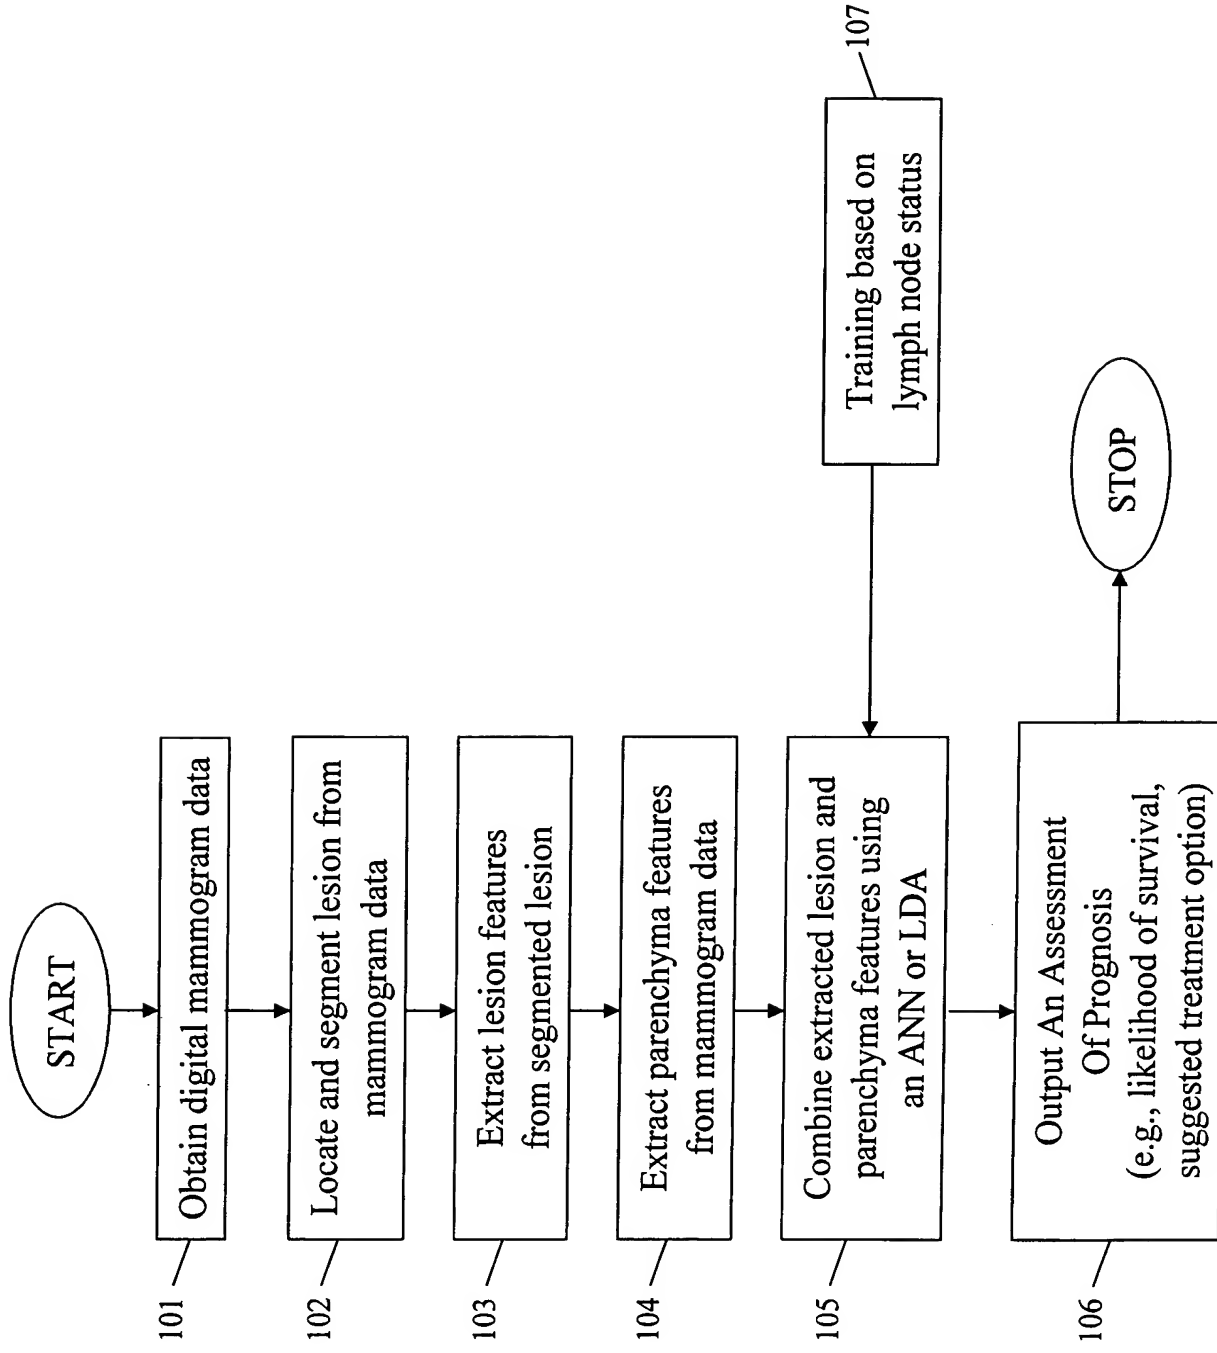 START
101
Obtain digital mammogram data
102
Locate and segment lesion from
mammogram data
103
Extract lesion features
from segmented lesion
104
Extract parenchyma features
from mammogram data
105
Combine extracted lesion and
parenchyma features using
an ANN or LDA
107
Training based on
lymph node status
106
Output An Assessment
Of Prognosis
(e.g., likelihood of survival,
suggested treatment option)
STOP